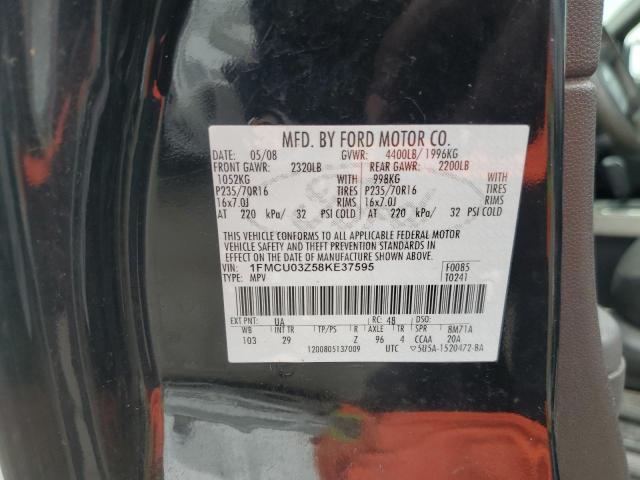 MFD. BY FORD MOTOR CO.
DATE: 05/08 GVWR: 4400LB/1996KG
FRONT GAWR: 2320LB REAR GAWR: 2200LB
1052KG WITH 998KG WITH
P235/70R16 TIRES P235/70R16 TIRES
16x7.0J RIMS 16x7.0J RIMS
AT 220 kPa/ 32 PSI COLD AT 220 kPa/ 32 PSI COLD
THIS VEHICLE CONFORMS TO ALL APPLICABLE FEDERAL MOTOR
VEHICLE SAFETY AND THEFT PREVENTION STANDARDS IN
EFFECT ON THE DATE OF MANUFACTURE SHOWN ABOVE.
VIN: 1FMCU03Z58KE37595 F0085
TYPE: MPV T0241
EXT PNT: UA RC: 48 DSO:
WB INT TR TP/PS R AXLE TR SPR 8M71A
103 29 Z 96 4 CCAA 20A
1200805137009 UTC ▽5U5A-1520472-BA